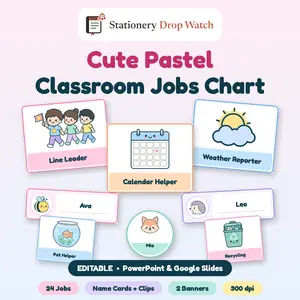 Stationery Drop Watch
Cute Pastel
Classroom Jobs Chart
Line Leader
Calender Helper
Weather Reporter
Ava
Leo
Pet Helper
Mia
Recycling
EDITABLE • PowerPoint & Google Slides
24 Jobs
Name Cards + Clips
2 Banners
300 dpi